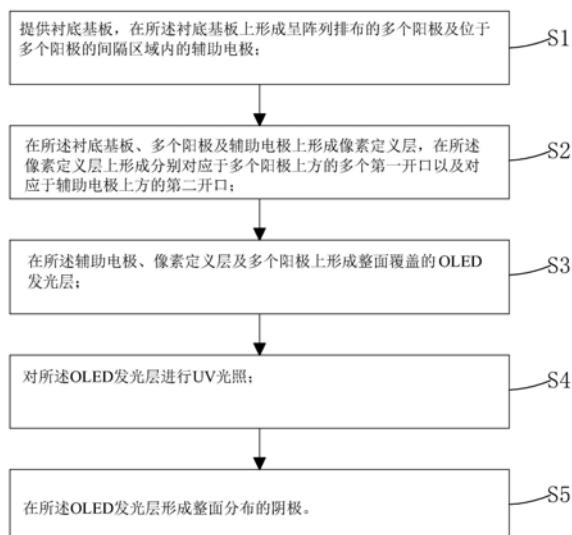 提供衬底基板，在所述衬底基板上形成呈阵列排布的多个阳极及位于
多个阳极的间隔区域内的辅助电极；
S1
在所述衬底基板、多个阳极及辅助电极上形成像素定义层，在所述
像素定义层上形成分别对应于多个阳极上方的多个第一开口以及对
应于辅助电极上方的第二开口；
S2
在所述辅助电极、像素定义层及多个阳极上形成整面覆盖的OLED
发光层；
S3
对所述OLED发光层进行UV光照；
S4
在所述OLED发光层形成整面分布的阴极。
S5